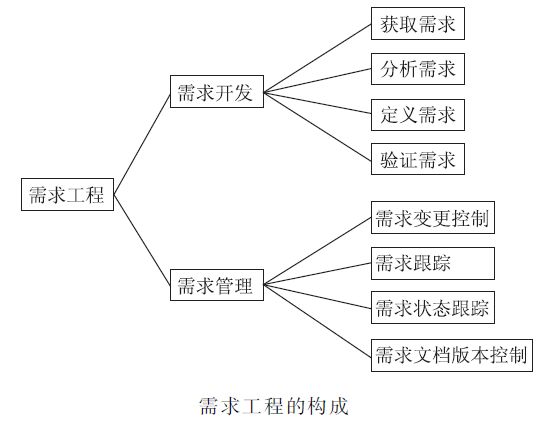 获取需求
分析需求
需求开发
定义需求
验证需求
需求工程
需求变更控制
需求跟踪
需求管理
需求状态跟踪
需求文档版本控制
需求工程的构成